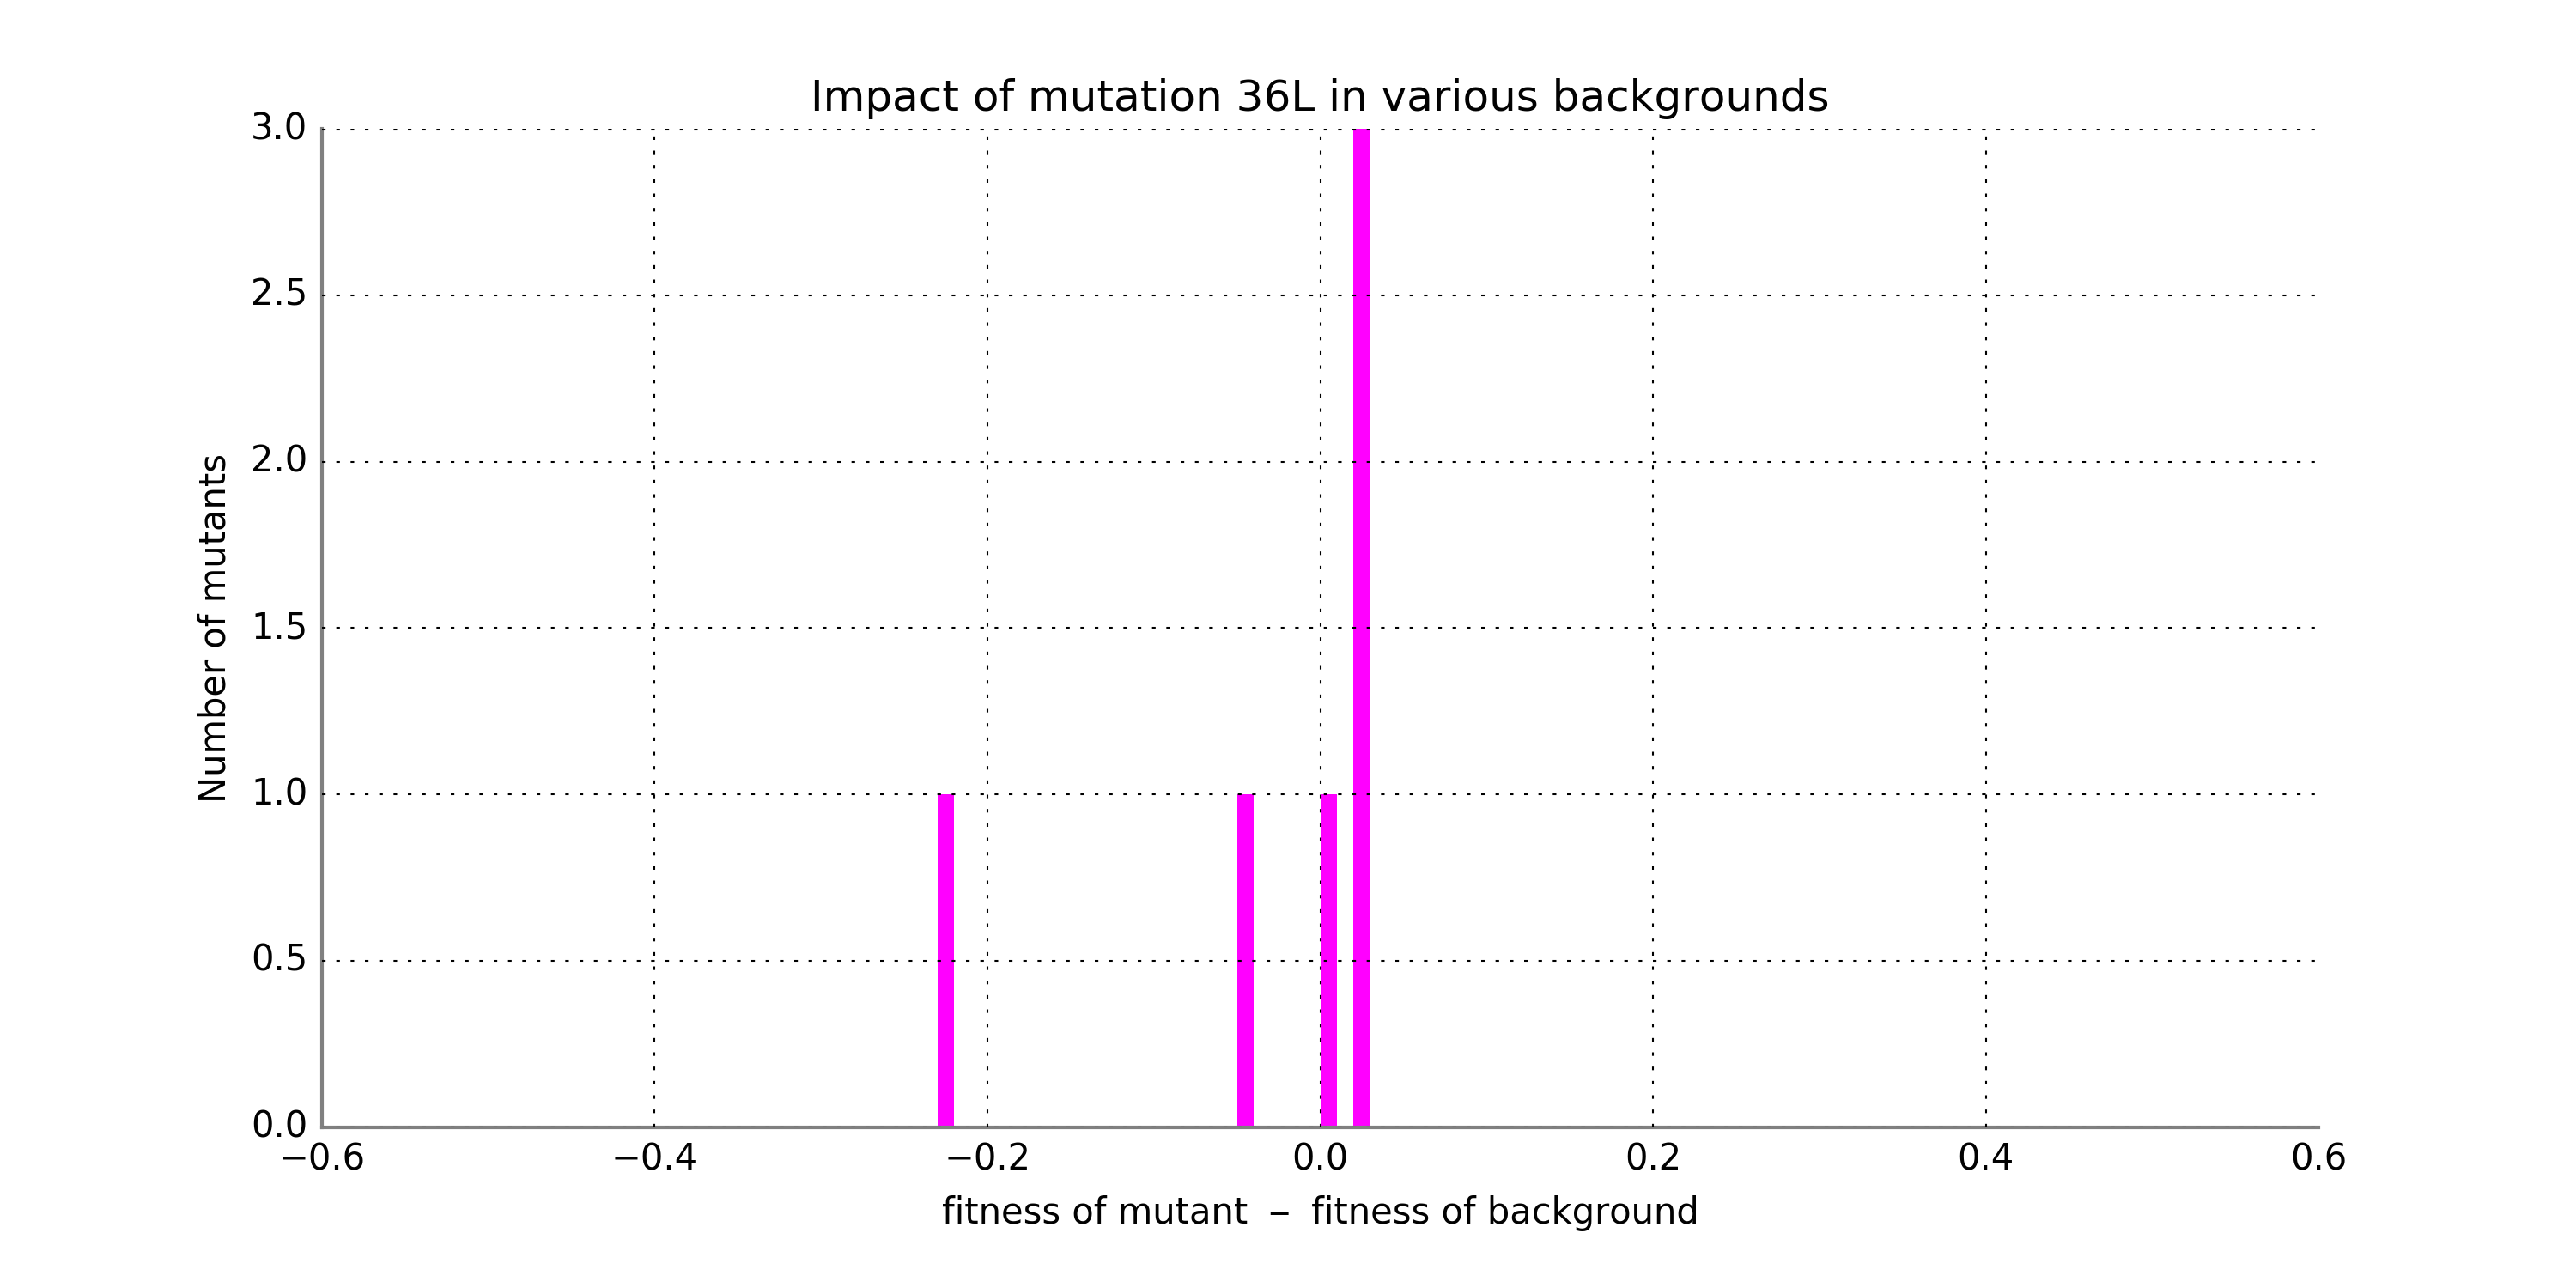 Impact of mutation 36L in various backgrounds
3.0
2.5
2.0
1.5
1.0
0.5
0.0
Number of mutants
−0.6 −0.4 −0.2 0.0 0.2 0.4 0.6
fitness of mutant − fitness of background